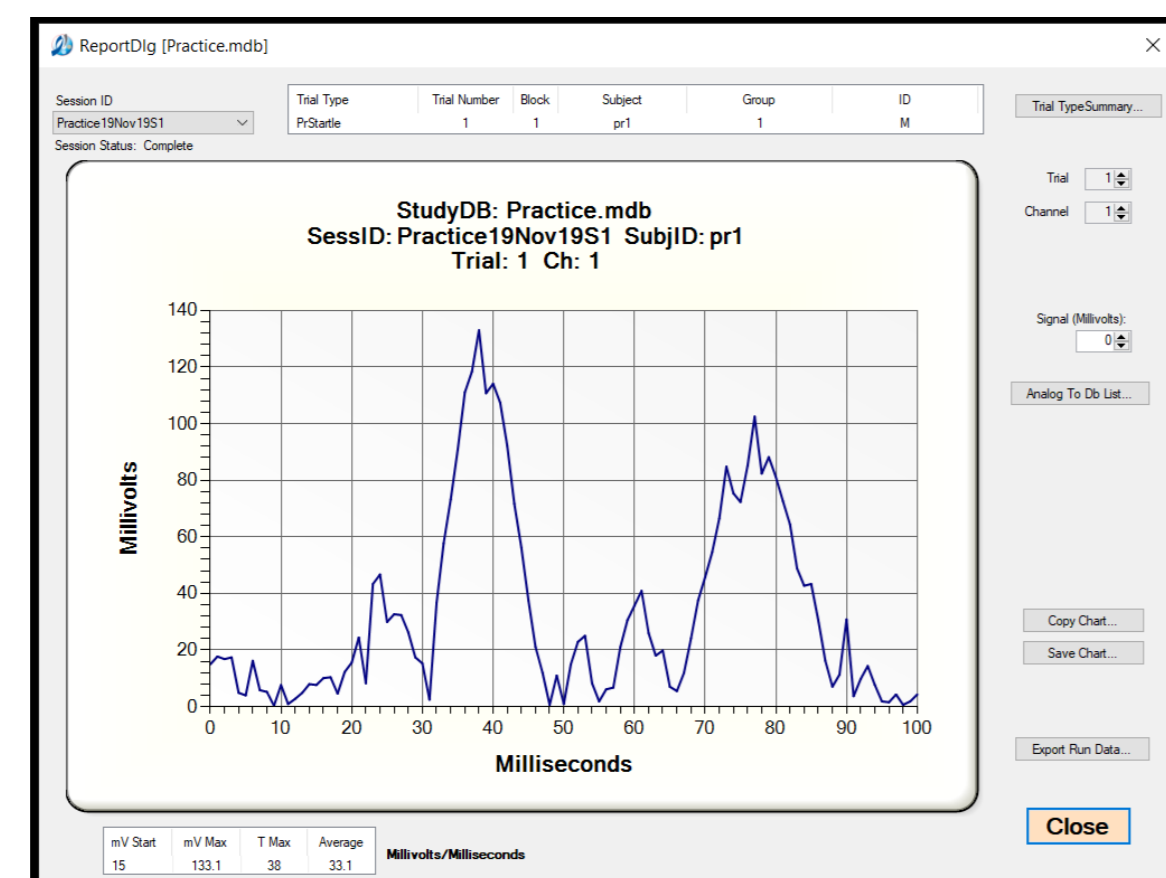 ReportDlg [Practice.mdb]
Session ID
Practice19Nov19S1
Session Status: Complete
Trial Type Trial Number Block Subject Group ID
PrStartle 1 1 pr1 1 M
Trial TypeSummary...
Trial 1
Channel 1
StudyDB: Practice.mdb
SessID: Practice19Nov19S1 SubjID: pr1
Trial: 1 Ch: 1
Signal (Millivolts):
0
Analog To Db List...
Millivolts
140
120
100
80
60
40
20
0
0 10 20 30 40 50 60 70 80 90 100
Milliseconds
Copy Chart...
Save Chart...
Export Run Data...
Close
mV Start mV Max T Max Average
15 133.1 38 33.1
Millivolts/Milliseconds